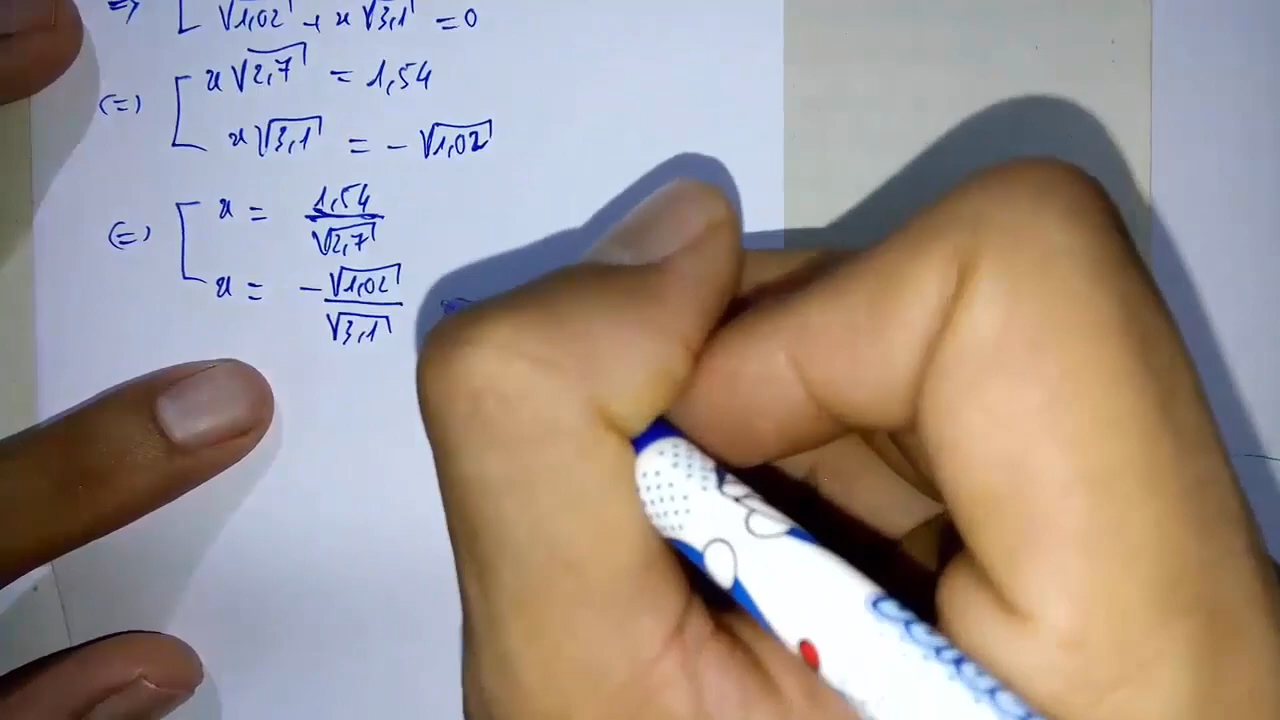 => [ √1,02 + x√3,1 = 0
(=) [ x√2,7 = 1,54
x√3,1 = - √1,02
(=) [ x = 1,54/√2,7
x = -√1,02/√3,1